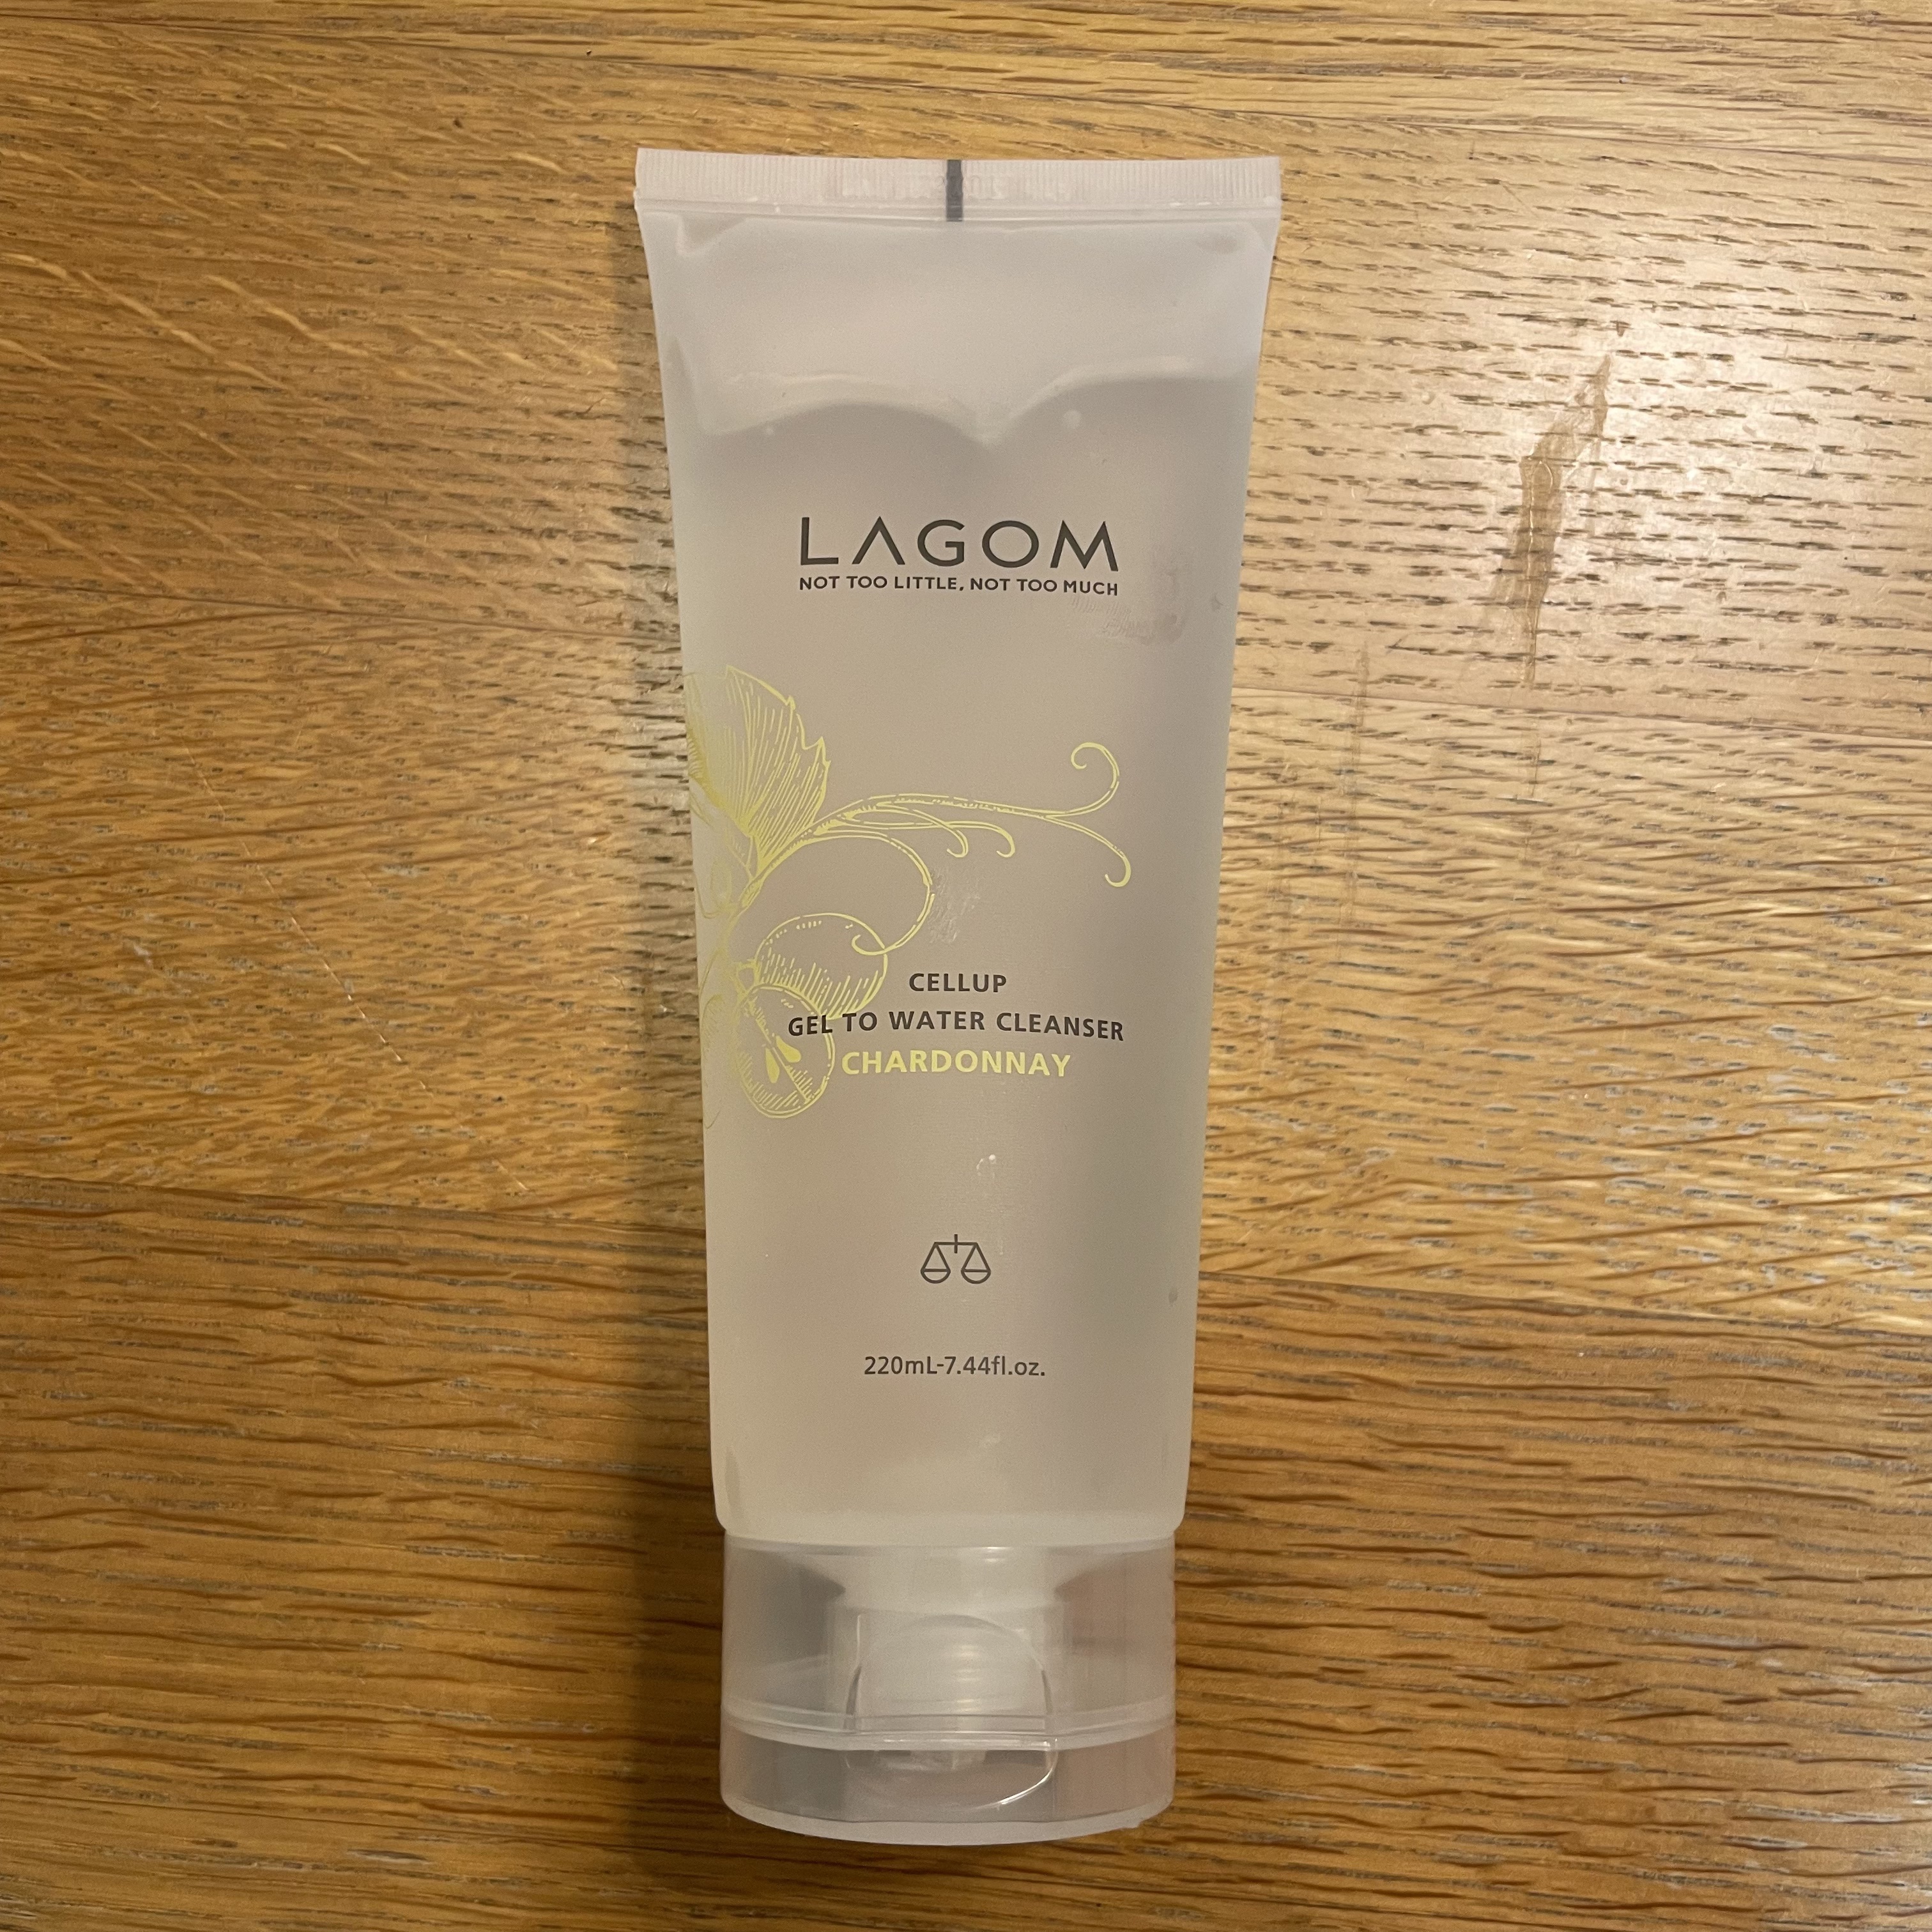 LAGOM
NOT TOO LITTLE, NOT TOO MUCH
CELLUP
GEL TO WATER CLEANSER
CHARDONNAY
220mL-7.44fl.oz.